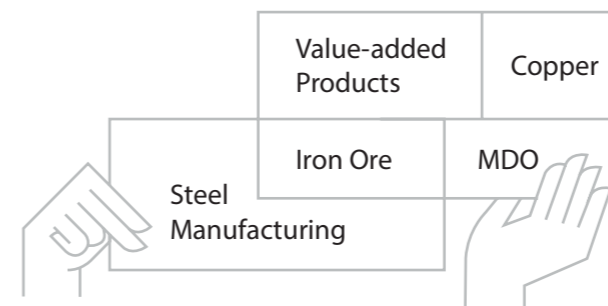 Value-added
Products
Copper
Iron Ore
MDO
Steel
Manufacturing